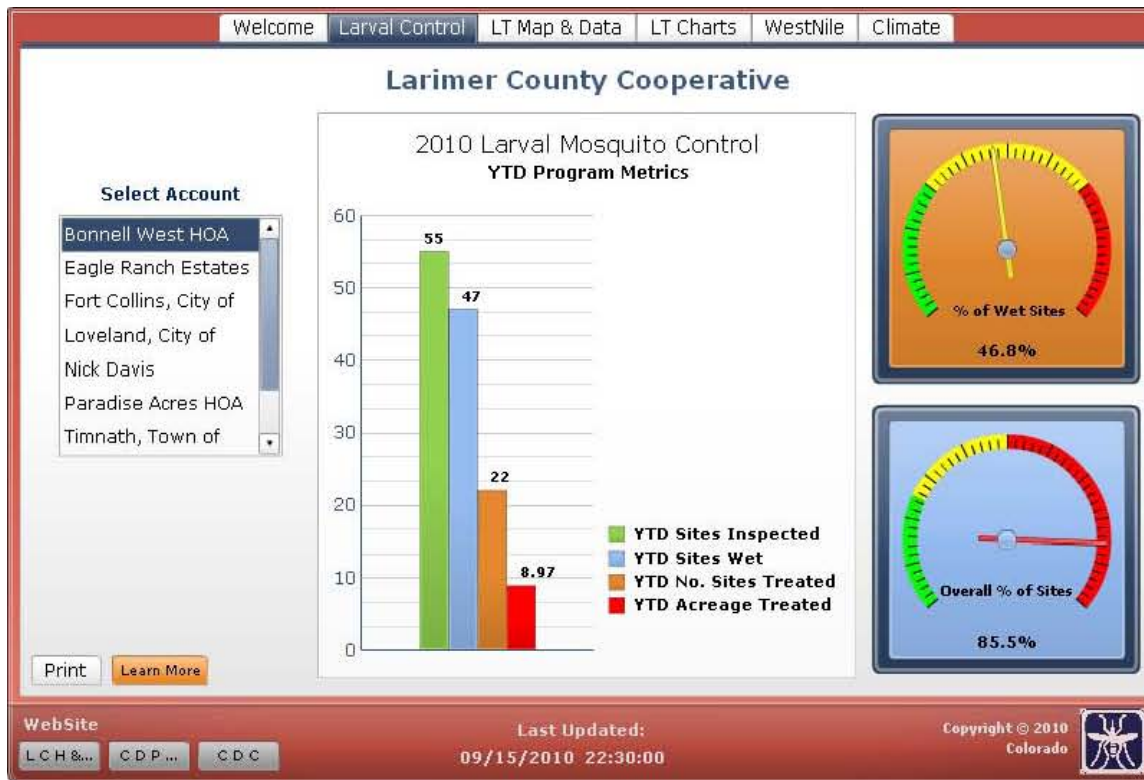 Welcome
Larval Control
LT Map & Data
LT Charts
WestNile
Climate
Larimer County Cooperative
Select Account
Bonnell West HOA
Eagle Ranch Estates
Fort Collins, City of
Loveland, City of
Nick Davis
Paradise Acres HOA
Timnath, Town of
2010 Larval Mosquito Control
YTD Program Metrics
60
50
40
30
20
10
0
55
47
22
8.97
YTD Sites Inspected
YTD Sites Wet
YTD No. Sites Treated
YTD Acreage Treated
% of Wet Sites
46.8%
Overall % of Sites
85.5%
Print
Learn More
WebSite
L C H &...
C D P ...
C D C
Last Updated:
09/15/2010 22:30:00
Copyright © 2010
Colorado